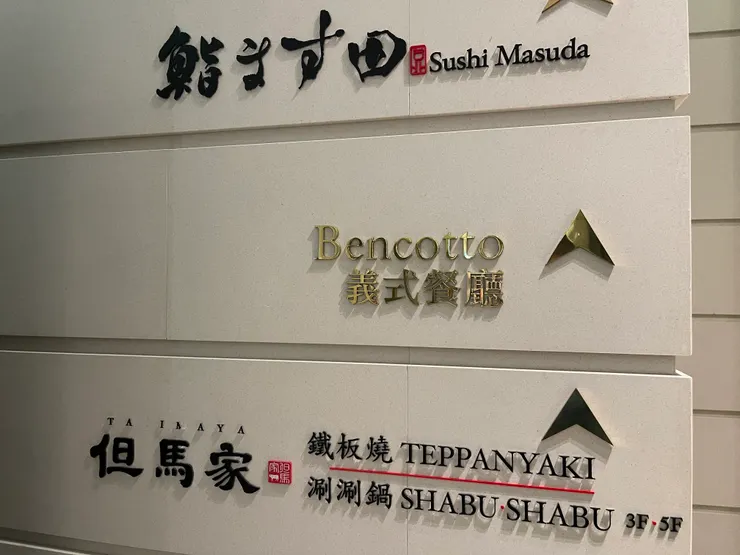 鮨ます田 Sushi Masuda
Bencotto
義式餐廳
但馬家
鐵板燒 TEPPANYAKI
涮涮鍋 SHABU·SHABU 3F·5F